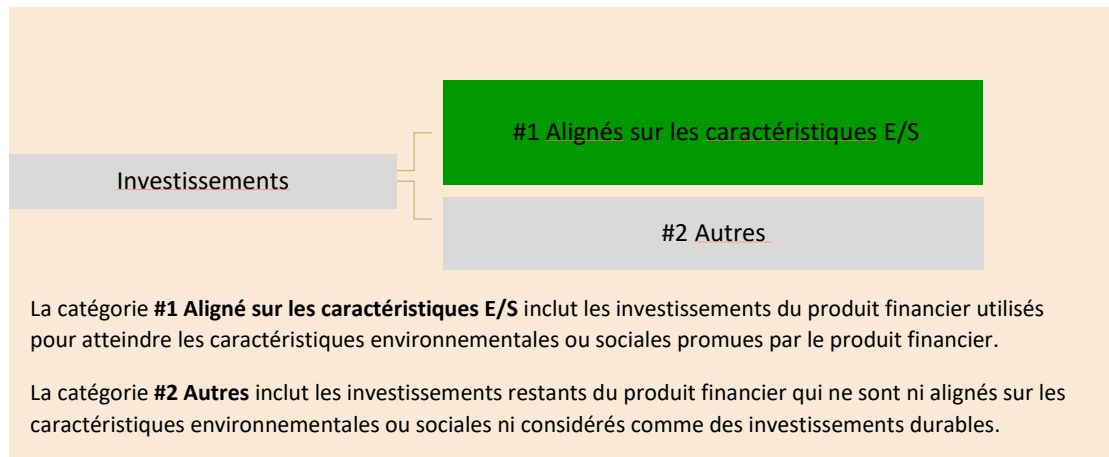 #1 Alignés sur les caractéristiques E/S
Investissements
#2 Autres
La catégorie #1 Aligné sur les caractéristiques E/S inclut les investissements du produit financier utilisés
pour atteindre les caractéristiques environnementales ou sociales promues par le produit financier.
La catégorie #2 Autres inclut les investissements restants du produit financier qui ne sont ni alignés sur les
caractéristiques environnementales ou sociales ni considérés comme des investissements durables.